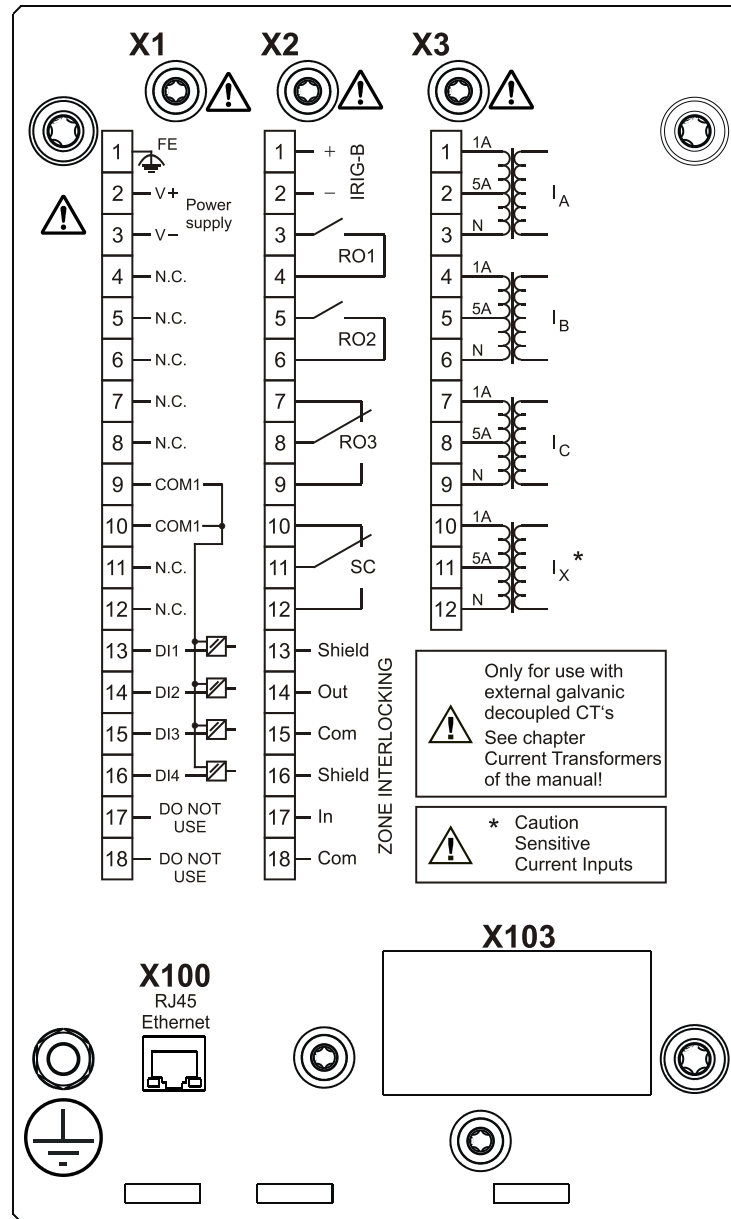 X1
1 FE
2 V+
Power
supply
3 V–
4 N.C.
5 N.C.
6 N.C.
7 N.C.
8 N.C.
9 COM1
10 COM1
11 N.C.
12 N.C.
13 DI1
14 DI2
15 DI3
16 DI4
17 DO NOT
USE
18 DO NOT
USE
X2
1 +
2 –
IRIG-B
3
4 RO1
5
6 RO2
7
8 RO3
9
10
11 SC
12
13 Shield
14 Out
15 Com
16 Shield
17 In
18 Com
ZONE INTERLOCKING
X3
1 1A
2 5A IA
3 N
4 1A
5 5A IB
6 N
7 1A
8 5A IC
9 N
10 1A
11 5A IX *
12 N
Only for use with
external galvanic
decoupled CT‘s
See chapter
Current Transformers
of the manual!
* Caution
Sensitive
Current Inputs
X100
RJ45
Ethernet
X103